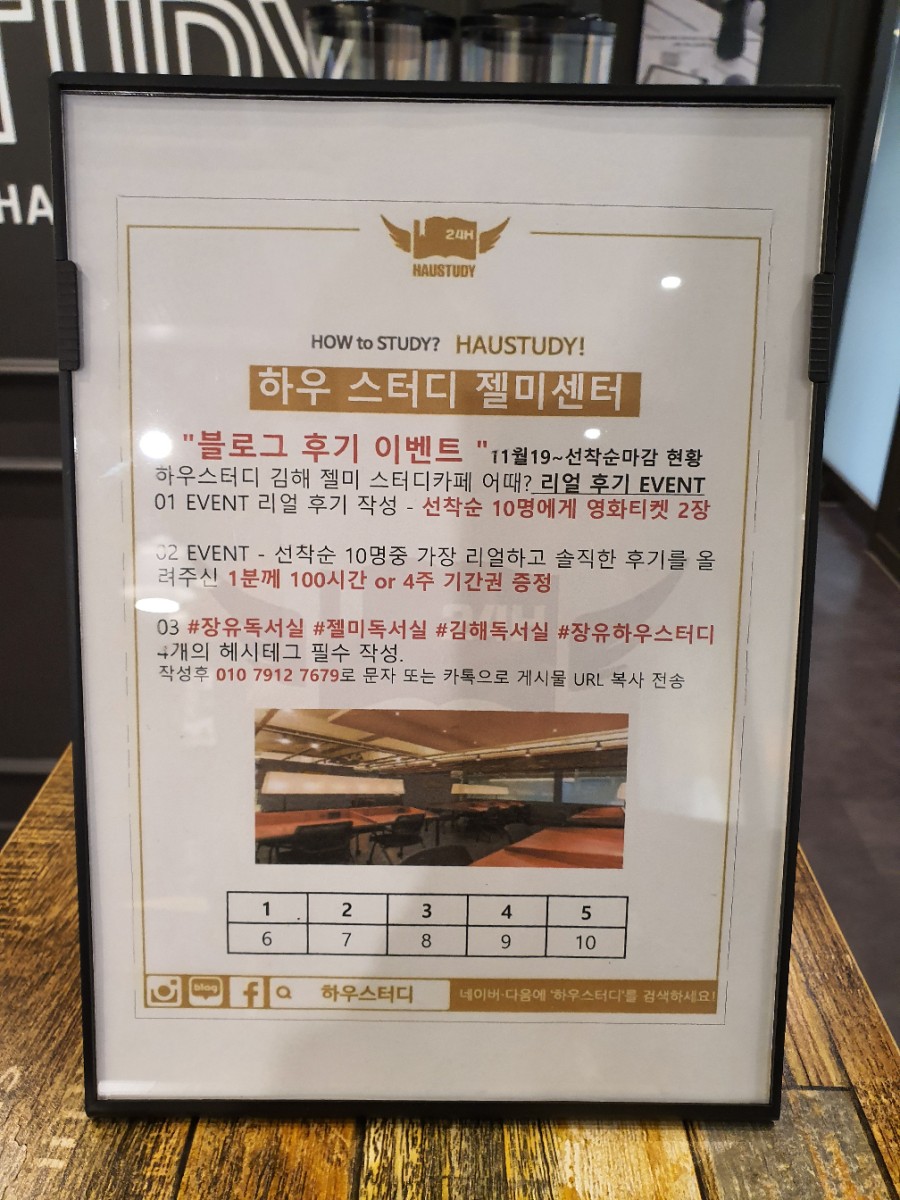 TUDY
HA
24H
HAUSTUDY
HOW to STUDY? HAUSTUDY!
하우 스터디 젤미센터
"블로그 후기 이벤트 " 11월19~선착순마감 현황
하우스터디 김해 젤미 스터디카페 어때? 리얼 후기 EVENT
01 EVENT 리얼 후기 작성 - 선착순 10명에게 영화티켓 2장
02 EVENT - 선착순 10명중 가장 리얼하고 솔직한 후기를 올
려주신 1분께 100시간 or 4주 기간권 증정
03 #장유독서실 #젤미독서실 #김해독서실 #장유하우스터디
4개의 헤시테그 필수 작성.
작성후 010 7912 7679로 문자 또는 카톡으로 게시물 URL 복사 전송
1 2 3 4 5
6 7 8 9 10
blog f 하우스터디 네이버·다음에 '하우스터디'를 검색하세요!